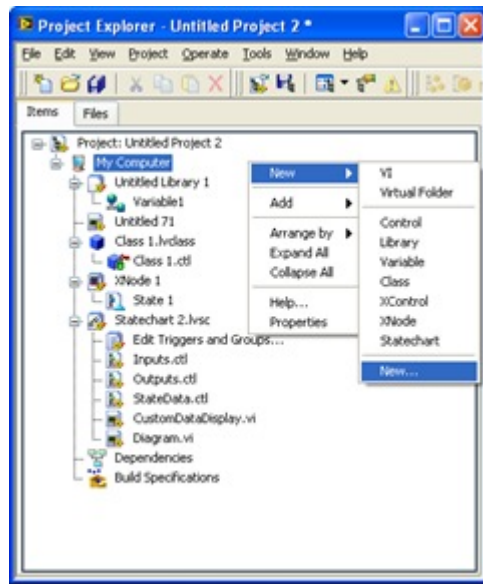 Project Explorer - Untitled Project 2 *
File Edit View Project Operate Tools Window Help
Items Files
Project: Untitled Project 2
My Computer
Untitled Library 1
Variable1
Untitled 71
Class 1.lvclass
Class 1.ctl
XNode 1
State 1
Statechart 2.lvsc
Edit Triggers and Groups...
Inputs.ctl
Outputs.ctl
StateData.ctl
CustomDataDisplay.vi
Diagram.vi
Dependencies
Build Specifications
New
Add
Arrange by
Expand All
Collapse All
Help...
Properties
VI
Virtual Folder
Control
Library
Variable
Class
XControl
XNode
Statechart
New...